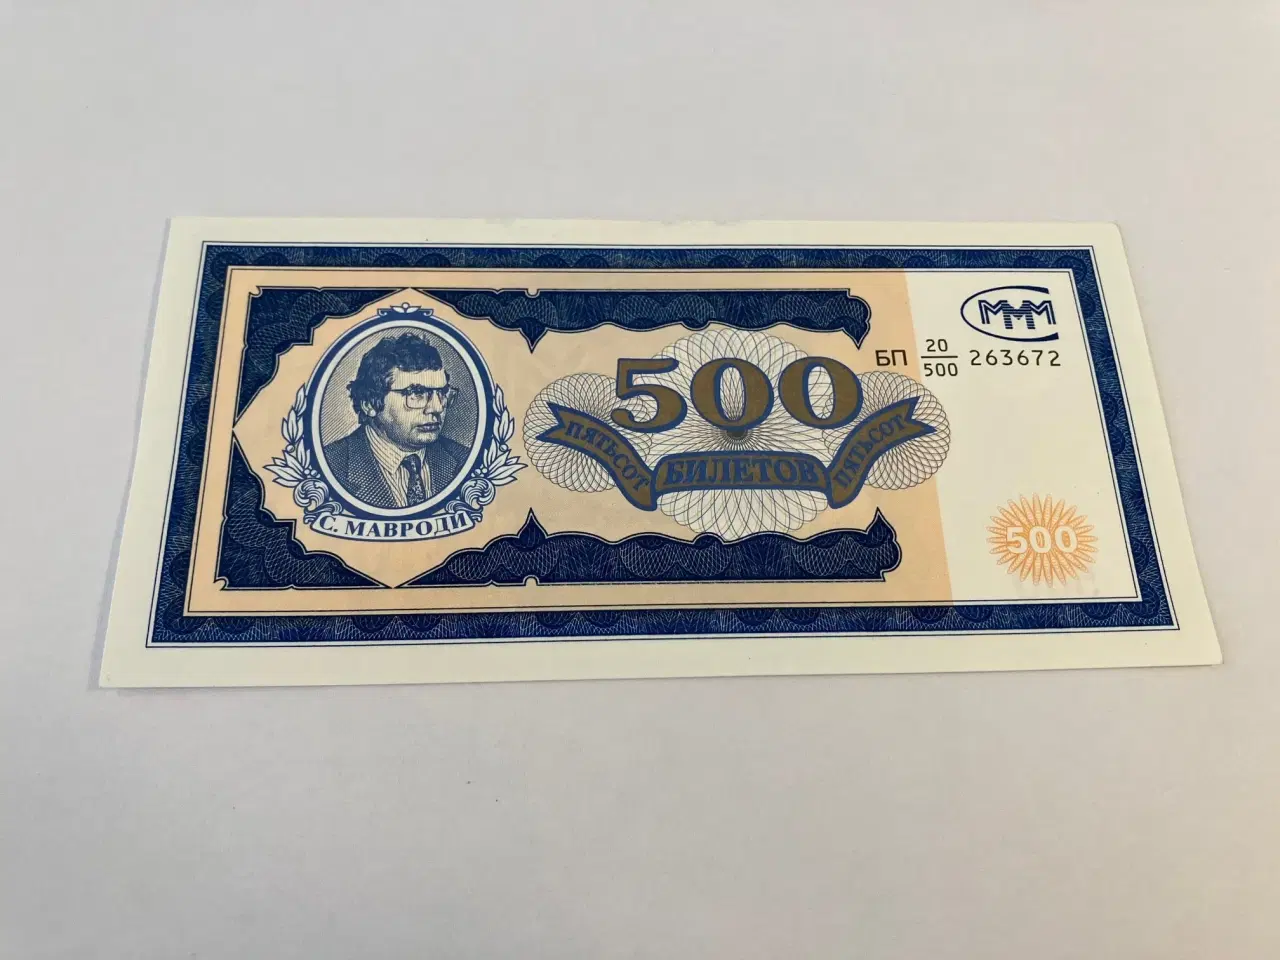 МММ
БП 20/500 263672
500
ПЯТЬСОТ БИЛЕТОВ ПЯТЬСОТ
С. МАВРОДИ
500